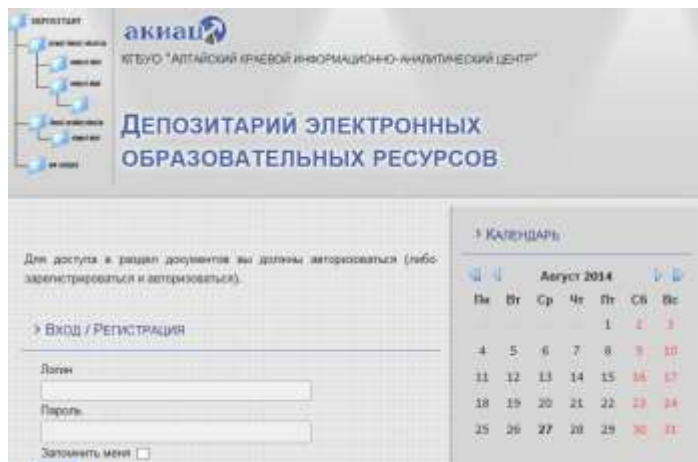 акиац
КГБУО "АЛТАЙСКИЙ КРАЕВОЙ ИНФОРМАЦИОННО-АНАЛИТИЧЕСКИЙ ЦЕНТР"
ДЕПОЗИТАРИЙ ЭЛЕКТРОННЫХ
ОБРАЗОВАТЕЛЬНЫХ РЕСУРСОВ
Для доступа в раздел документов вы должны авторизоваться (либо
зарегистрироваться и авторизоваться).
ВХОД / РЕГИСТРАЦИЯ
Логин
Пароль
Запомнить меня
КАЛЕНДАРЬ
Август 2014
Пн Вт Ср Чт Пт Сб Вс
1 2 3
4 5 6 7 8 9 10
11 12 13 14 15 16 17
18 19 20 21 22 23 24
25 26 27 28 29 30 31